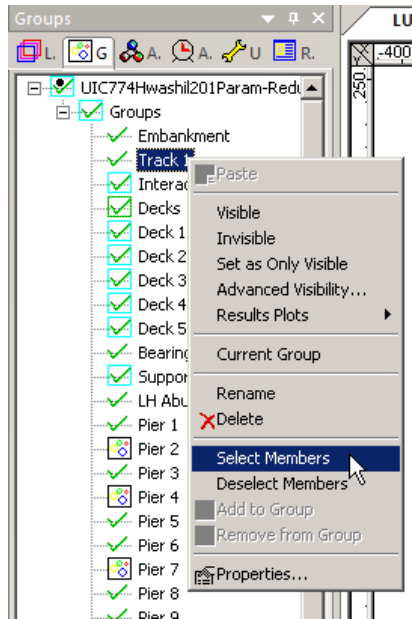 Groups
LU
L. G A. A. U R.
-400
250.
UIC774Hwashil201Param-Redu
Groups
Embankment
Track 1
Interac
Decks
Deck 1
Deck 2
Deck 3
Deck 4
Deck 5
Bearing
Suppor
LH Abu
Pier 1
Pier 2
Pier 3
Pier 4
Pier 5
Pier 6
Pier 7
Pier 8
Pier 9
Paste
Visible
Invisible
Set as Only Visible
Advanced Visibility...
Results Plots
Current Group
Rename
Delete
Select Members
Deselect Members
Add to Group
Remove from Group
Properties...